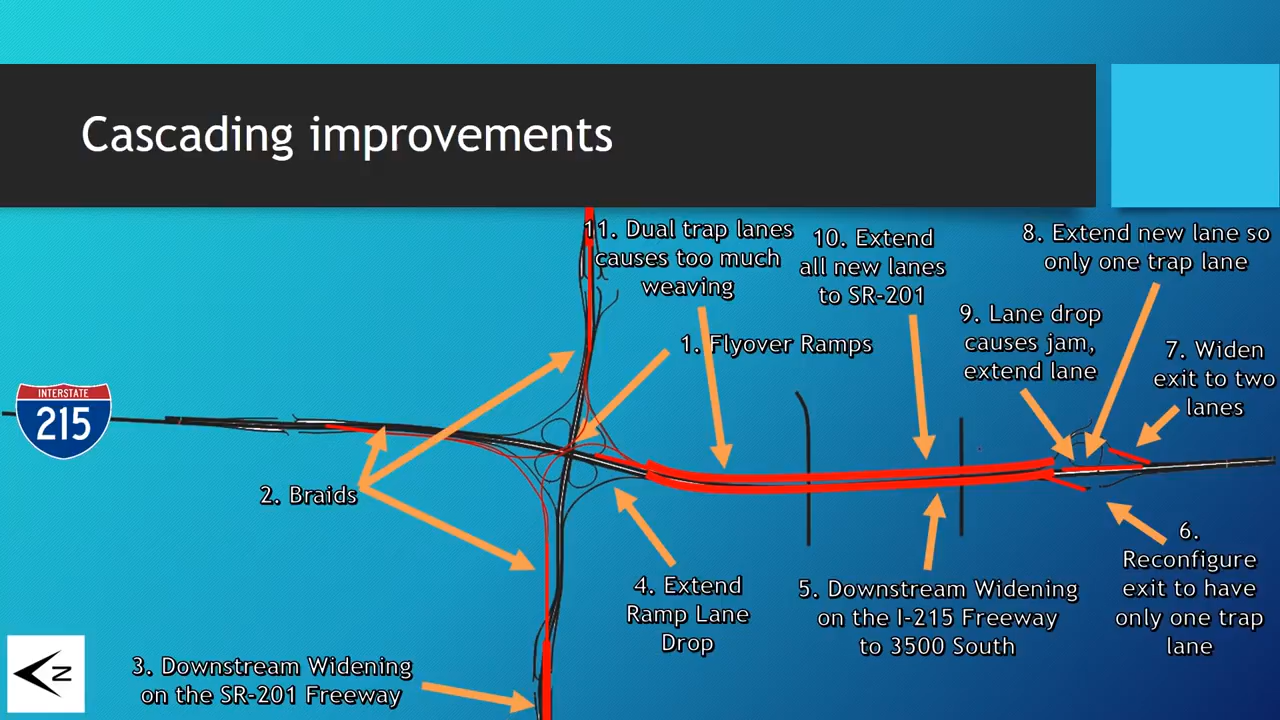 Cascading improvements
11. Dual trap lanes
causes too much
weaving
10. Extend
all new lanes
to SR-201
8. Extend new lane so
only one trap lane
9. Lane drop
causes jam,
extend lane
1. Flyover Ramps
7. Widen
exit to two
lanes
INTERSTATE
215
2. Braids
4. Extend
Ramp Lane
Drop
5. Downstream Widening
on the I-215 Freeway
to 3500 South
6.
Reconfigure
exit to have
only one trap
lane
3. Downstream Widening
on the SR-201 Freeway
N